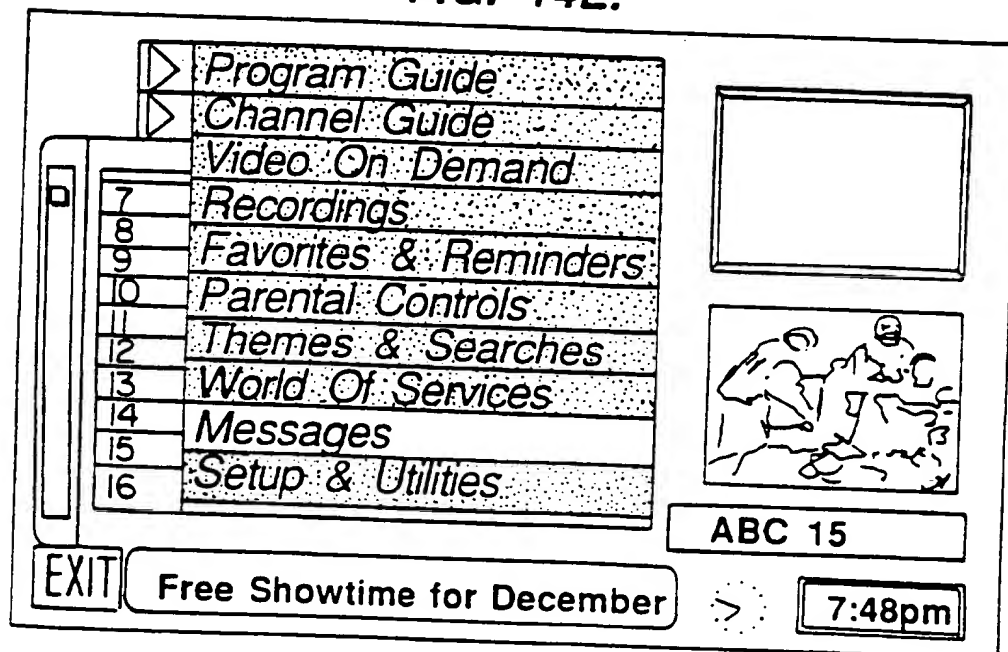 FIG. 14E.
Program Guide
Channel Guide
Video On Demand
7 Recordings
8
9 Favorites & Reminders
10 Parental Controls
11
12 Themes & Searches
13 World Of Services
14 Messages
15
16 Setup & Utilities
ABC 15
EXIT Free Showtime for December 7:48pm